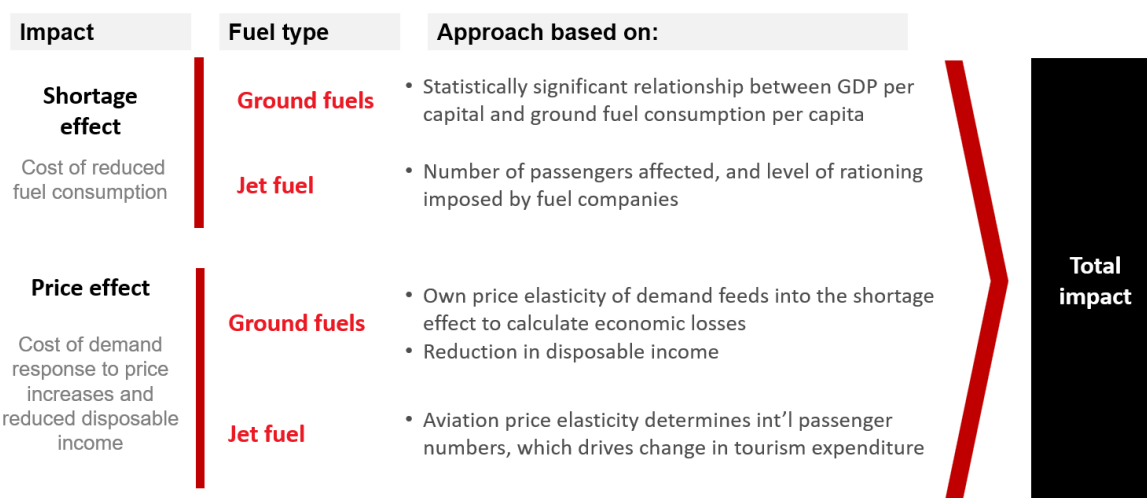 Impact
Fuel type
Approach based on:
Shortage
effect
Cost of reduced
fuel consumption
Ground fuels
• Statistically significant relationship between GDP per
capital and ground fuel consumption per capita
Jet fuel
• Number of passengers affected, and level of rationing
imposed by fuel companies
Price effect
Cost of demand
response to price
increases and
reduced disposable
income
Ground fuels
• Own price elasticity of demand feeds into the shortage
effect to calculate economic losses
• Reduction in disposable income
Jet fuel
• Aviation price elasticity determines int’l passenger
numbers, which drives change in tourism expenditure
Total
impact